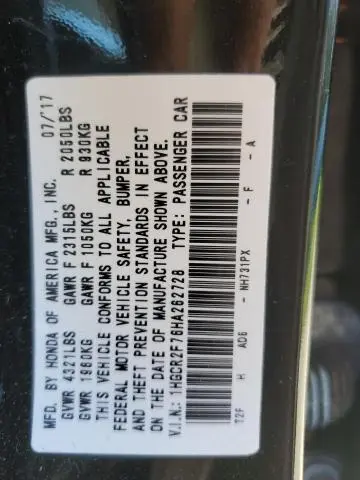 MFD. BY HONDA OF AMERICA MFG., INC. 07/17
GVWR 4321LBS GAWR F 2315LBS R 2050LBS
GVWR 1960KG GAWR F 1050KG R 930KG
THIS VEHICLE CONFORMS TO ALL APPLICABLE
FEDERAL MOTOR VEHICLE SAFETY, BUMPER,
AND THEFT PREVENTION STANDARDS IN EFFECT
ON THE DATE OF MANUFACTURE SHOWN ABOVE.
V.I.N.: 1HGCR2F76HA262728 TYPE: PASSENGER CAR
T2F H AD6 - NH731PX - F - A